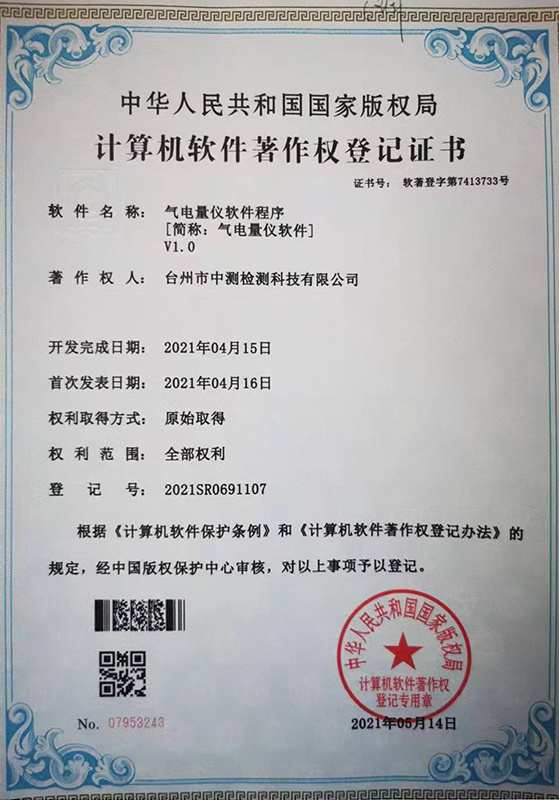 中华人民共和国国家版权局
计算机软件著作权登记证书
证书号： 软著登字第7413733号
软件名称： 气电量仪软件程序
[简称：气电量仪软件]
V1.0
著作权人： 台州市中测检测科技有限公司
开发完成日期： 2021年04月15日
首次发表日期： 2021年04月16日
权利取得方式： 原始取得
权利范围： 全部权利
登记号： 2021SR0691107
根据《计算机软件保护条例》和《计算机软件著作权登记办法》的
规定，经中国版权保护中心审核，对以上事项予以登记。
中华人民共和国国家版权局
计算机软件著作权
登记专用章
No. 07953243
2021年05月14日